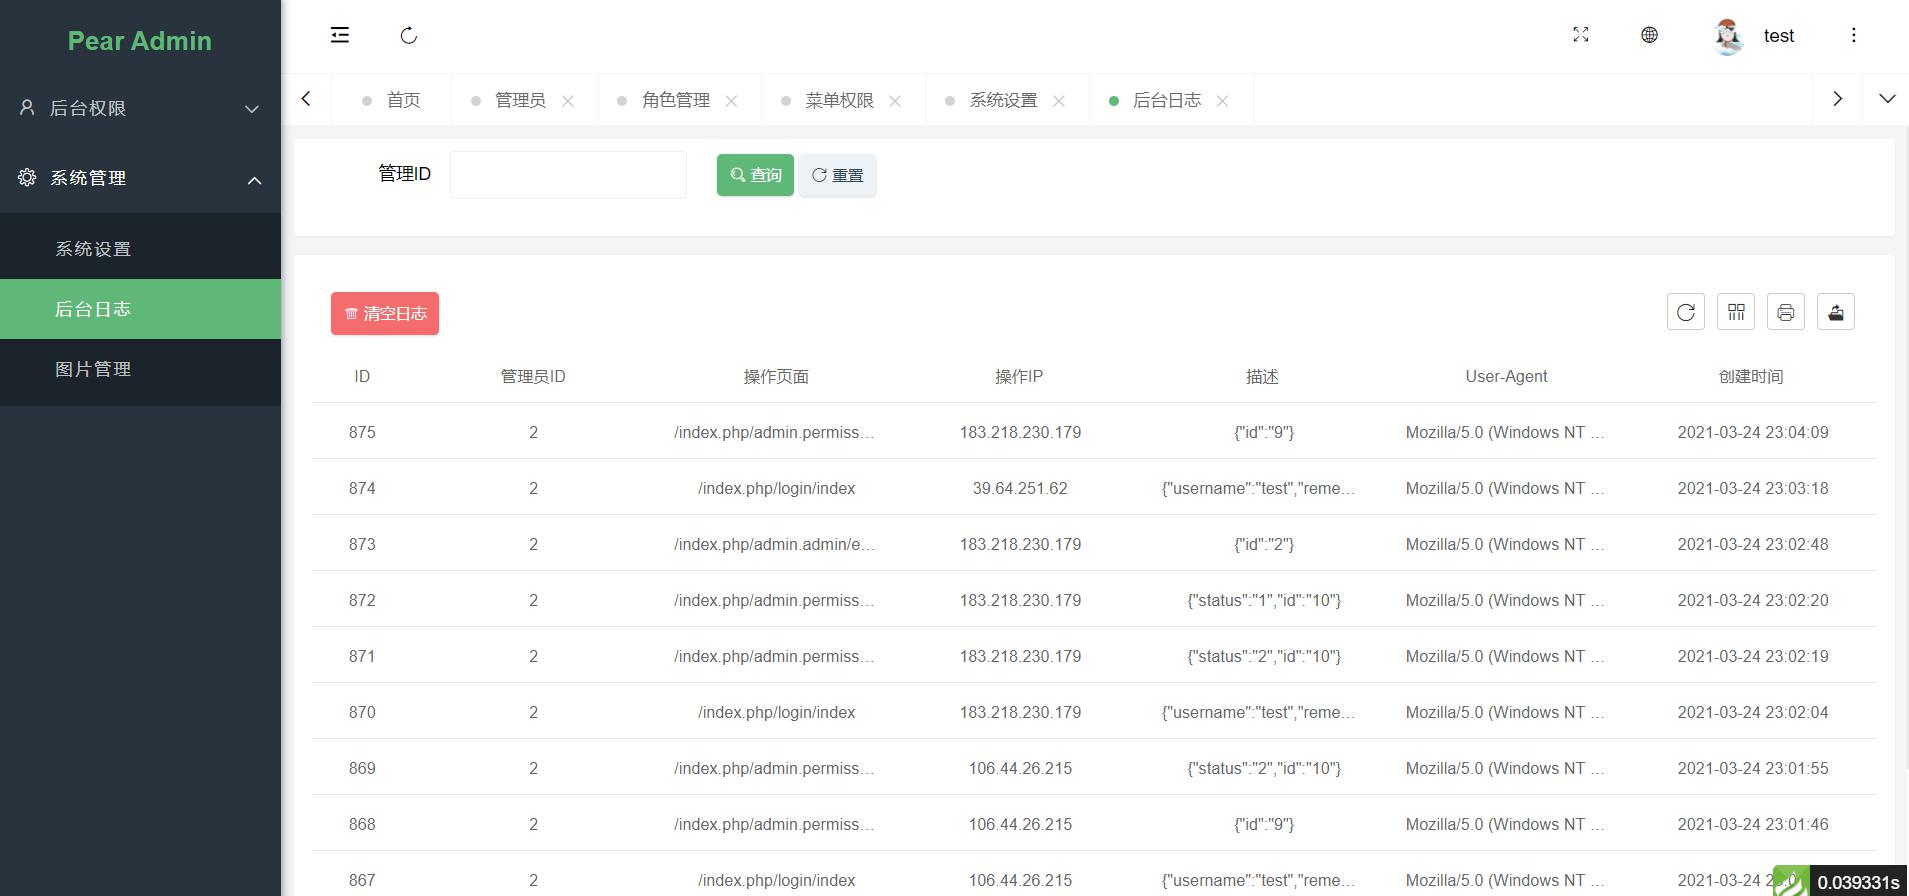 Pear Admin
test
后台权限
系统管理
系统设置
后台日志
图片管理
首页 管理员 角色管理 菜单权限 系统设置 后台日志
管理ID 查询 重置
清空日志
ID 管理员ID 操作页面 操作IP 描述 User-Agent 创建时间
875 2 /index.php/admin.permiss... 183.218.230.179 {"id":"9"} Mozilla/5.0 (Windows NT ... 2021-03-24 23:04:09
874 2 /index.php/login/index 39.64.251.62 {"username":"test","reme... Mozilla/5.0 (Windows NT ... 2021-03-24 23:03:18
873 2 /index.php/admin.admin/e... 183.218.230.179 {"id":"2"} Mozilla/5.0 (Windows NT ... 2021-03-24 23:02:48
872 2 /index.php/admin.permiss... 183.218.230.179 {"status":"1","id":"10"} Mozilla/5.0 (Windows NT ... 2021-03-24 23:02:20
871 2 /index.php/admin.permiss... 183.218.230.179 {"status":"2","id":"10"} Mozilla/5.0 (Windows NT ... 2021-03-24 23:02:19
870 2 /index.php/login/index 183.218.230.179 {"username":"test","reme... Mozilla/5.0 (Windows NT ... 2021-03-24 23:02:04
869 2 /index.php/admin.permiss... 106.44.26.215 {"status":"2","id":"10"} Mozilla/5.0 (Windows NT ... 2021-03-24 23:01:55
868 2 /index.php/admin.permiss... 106.44.26.215 {"id":"9"} Mozilla/5.0 (Windows NT ... 2021-03-24 23:01:46
867 2 /index.php/login/index 106.44.26.215 {"username":"test","reme... Mozilla/5.0 (Windows NT ... 2021-03-24
0.039331s